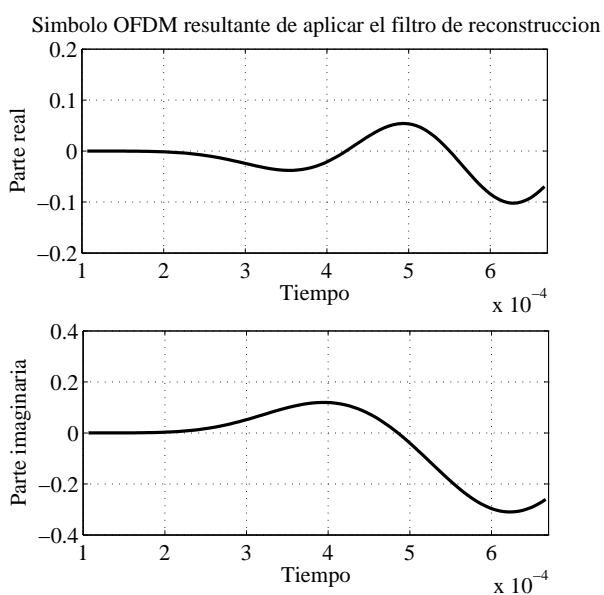 Simbolo OFDM resultante de aplicar el filtro de reconstruccion
0.2
0.1
0
−0.1
−0.2
Parte real
1 2 3 4 5 6
Tiempo
x 10−4
0.4
0.2
0
−0.2
−0.4
Parte imaginaria
1 2 3 4 5 6
Tiempo
x 10−4